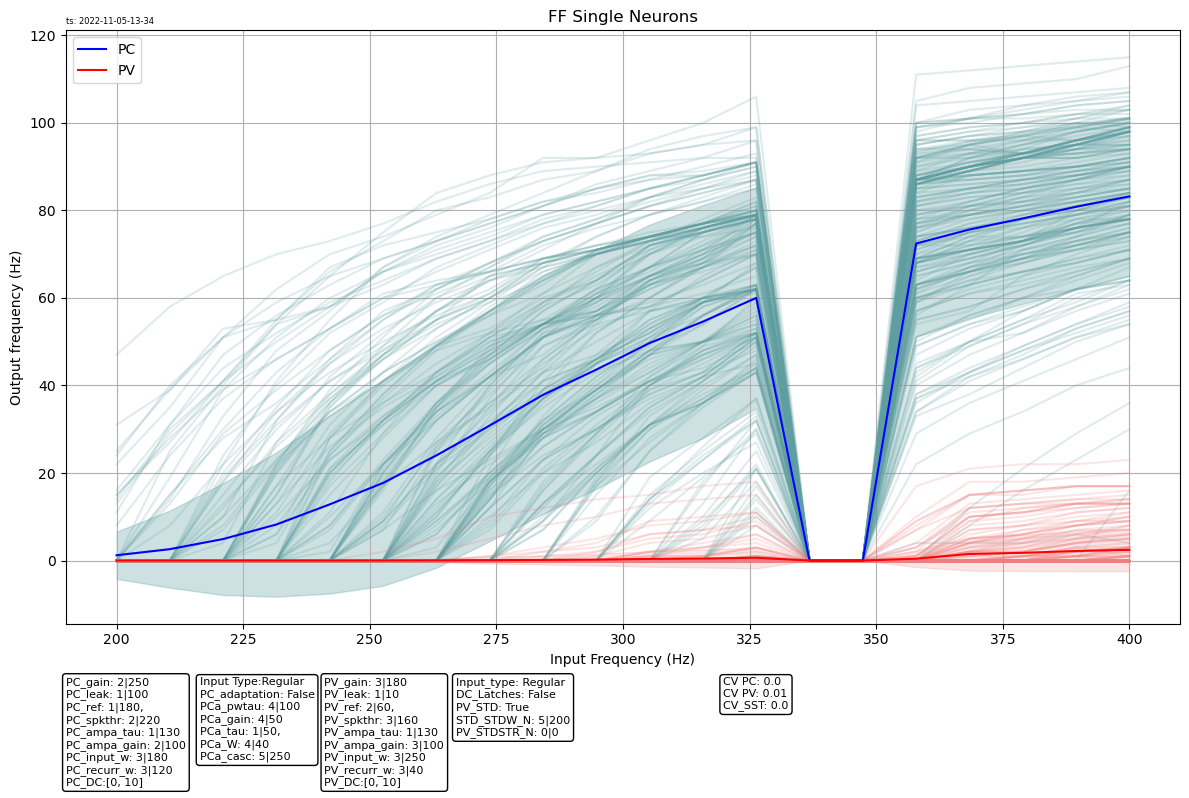 ts: 2022-11-05-13-34
FF Single Neurons
PC
PV
Output frequency (Hz)
120
100
80
60
40
20
0
200 225 250 275 300 325 350 375 400
Input Frequency (Hz)
PC_gain: 2|250
PC_leak: 1|100
PC_ref: 1|180,
PC_spkthr: 2|220
PC_ampa_tau: 1|130
PC_ampa_gain: 2|100
PC_input_w: 3|180
PC_recurr_w: 3|120
PC_DC:[0, 10]
Input Type:Regular
PC_adaptation: False
PCa_pwtau: 4|100
PCa_gain: 4|50
PCa_tau: 1|50,
PCa_W: 4|40
PCa_casc: 5|250
PV_gain: 3|180
PV_leak: 1|10
PV_ref: 2|60,
PV_spkthr: 3|160
PV_ampa_tau: 1|130
PV_ampa_gain: 3|100
PV_input_w: 3|250
PV_recurr_w: 3|40
PV_DC:[0, 10]
Input_type: Regular
DC_Latches: False
PV_STD: True
STD_STDW_N: 5|200
PV_STDSTR_N: 0|0
CV PC: 0.0
CV PV: 0.01
CV_SST: 0.0